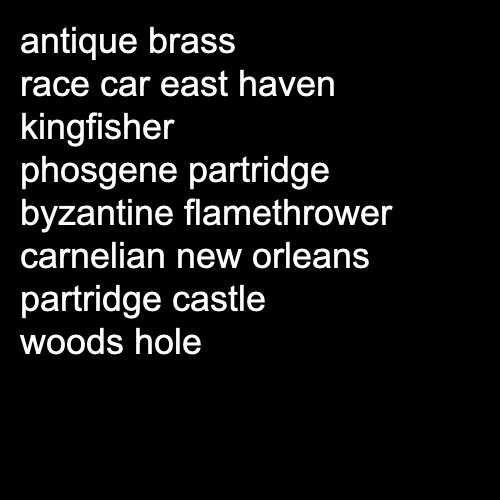 antique brass
race car east haven
kingfisher
phosgene partridge
byzantine flamethrower
carnelian new orleans
partridge castle
woods hole